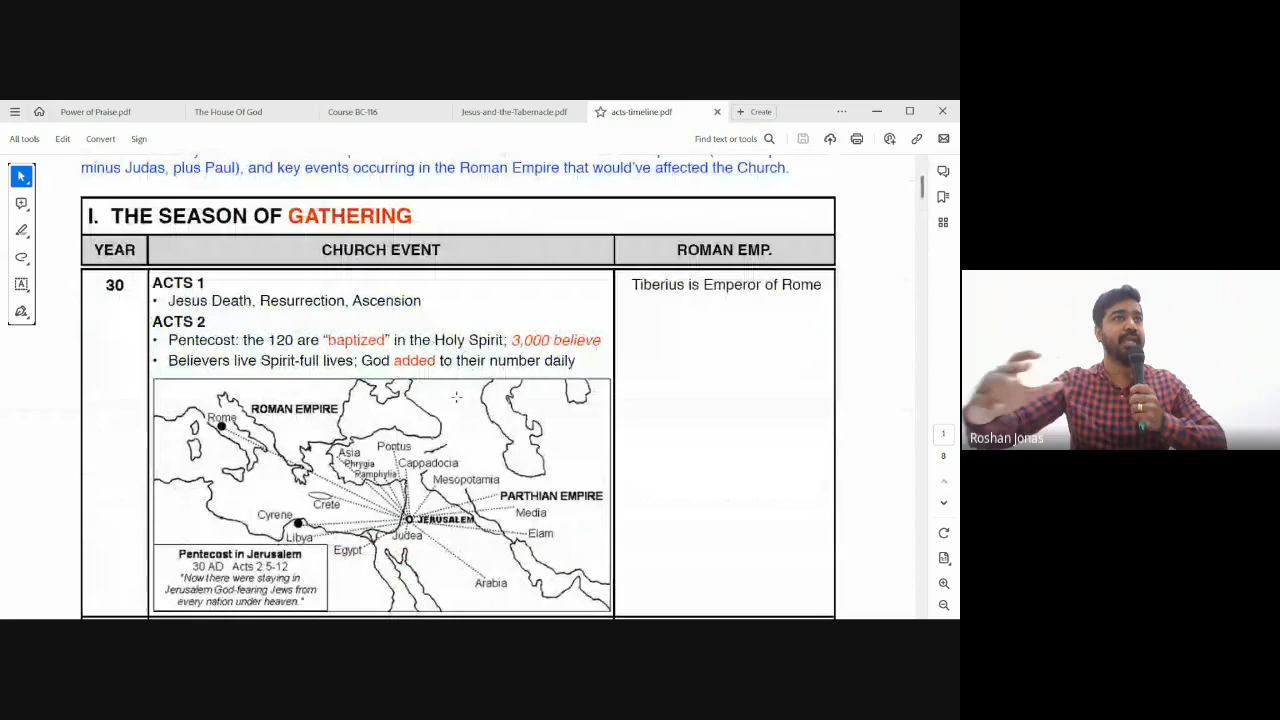 Power of Praise.pdf
The House Of God
Course BC-116
Jesus-and-the-Tabernacle.pdf
acts-timeline.pdf
Create
All tools
Edit
Convert
Sign
Find text or tools
minus Judas, plus Paul), and key events occurring in the Roman Empire that would've affected the Church.
I. THE SEASON OF GATHERING
YEAR
CHURCH EVENT
ROMAN EMP.
30
ACTS 1
• Jesus Death, Resurrection, Ascension
ACTS 2
• Pentecost: the 120 are "baptized" in the Holy Spirit; 3,000 believe
• Believers live Spirit-full lives; God added to their number daily
Tiberius is Emperor of Rome
ROMAN EMPIRE
Rome
Pontus
Asia
Phrygia
Cappadocia
Pamphylia
Mesopotamia
PARTHIAN EMPIRE
Crete
Media
Cyrene
JERUSALEM
Libya
Judea
Elam
Egypt
Arabia
Pentecost in Jerusalem
30 AD Acts 2:5-12
"Now there were staying in
Jerusalem God-fearing Jews from
every nation under heaven."
1
8
Roshan Jonas